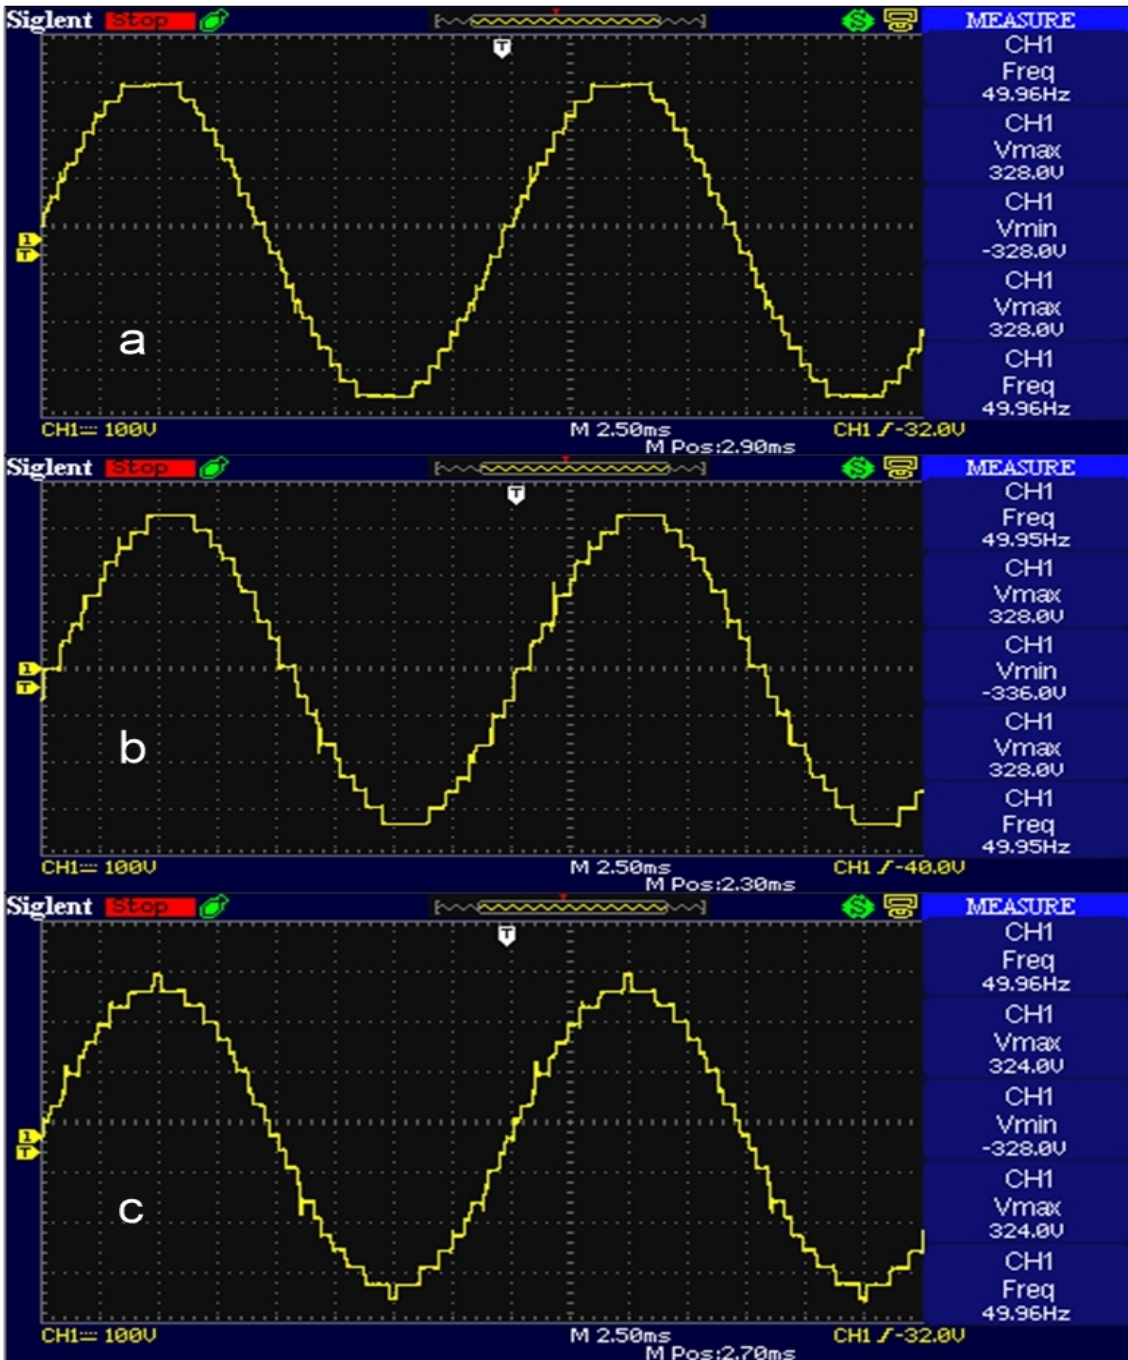 Siglent Stop T S MEASURE
CH1
Freq
49.96Hz
CH1
Vmax
328.0V
CH1
Vmin
-328.0V
CH1
Vmax
328.0V
CH1
Freq
49.96Hz
1
T
a
CH1 100V M 2.50ms CH1 -32.0V
M Pos:2.90ms
Siglent Stop T S MEASURE
CH1
Freq
49.95Hz
CH1
Vmax
328.0V
CH1
Vmin
-336.0V
CH1
Vmax
328.0V
CH1
Freq
49.95Hz
1
T
b
CH1 100V M 2.50ms CH1 -40.0V
M Pos:2.30ms
Siglent Stop T S MEASURE
CH1
Freq
49.96Hz
CH1
Vmax
324.0V
CH1
Vmin
-328.0V
CH1
Vmax
324.0V
CH1
Freq
49.96Hz
1
T
c
CH1 100V M 2.50ms CH1 -32.0V
M Pos:2.70ms